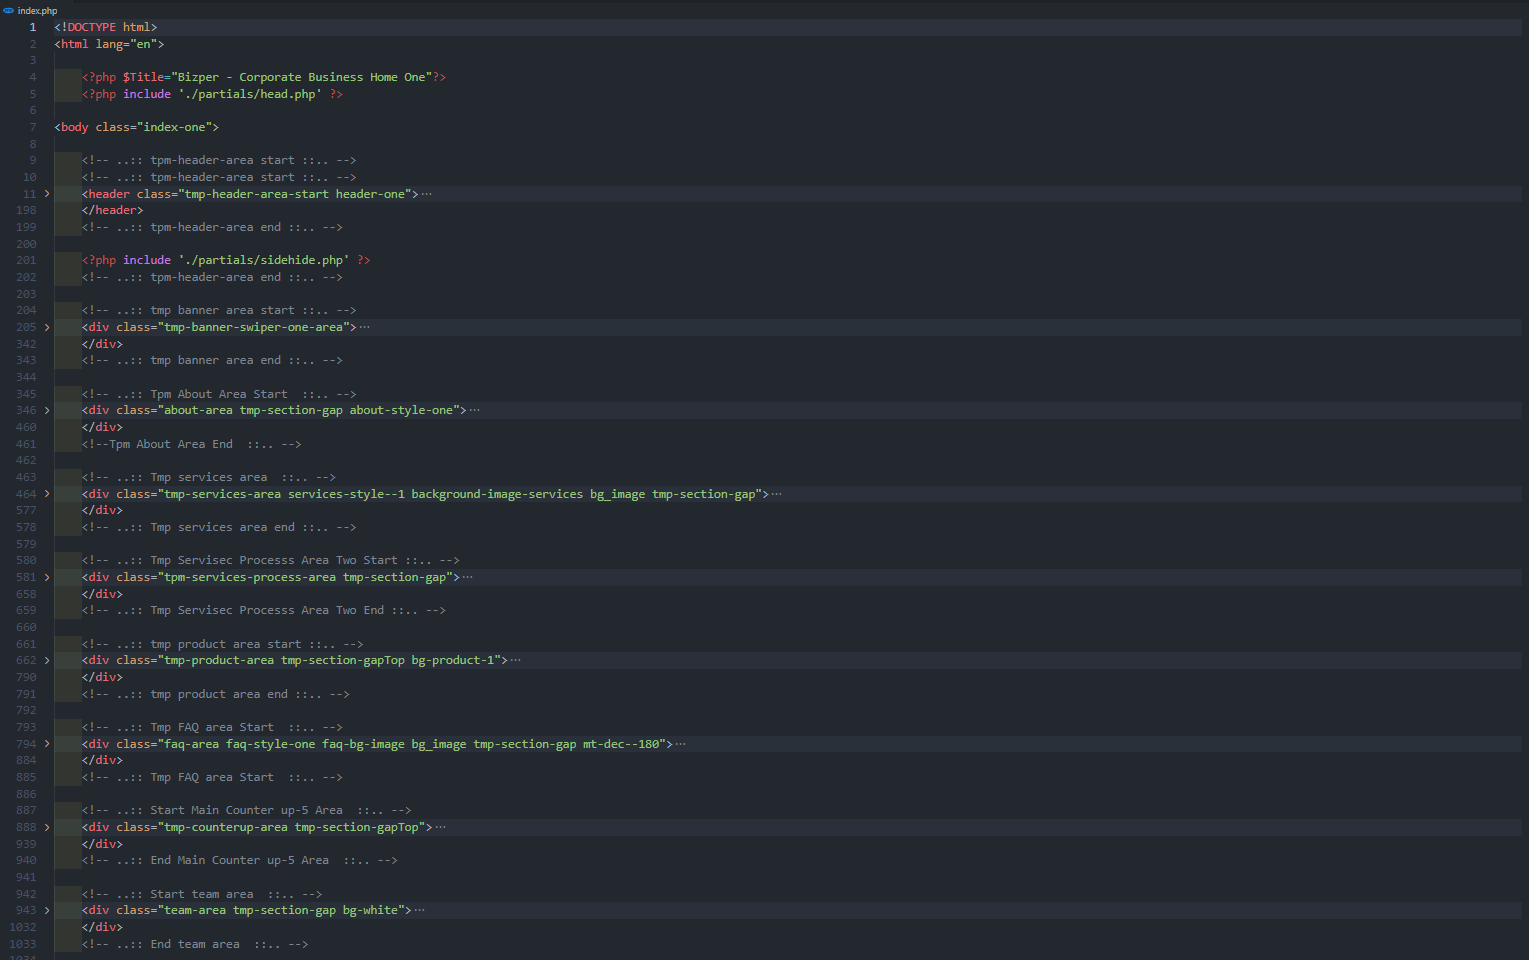 index.php
1 <!DOCTYPE html>
2 <html lang="en">
3
4 <?php $Title="Bizper - Corporate Business Home One"?>
5 <?php include './partials/head.php' ?>
6
7 <body class="index-one">
8
9 <!-- ..:: tpm-header-area start ::.. -->
10 <!-- ..:: tpm-header-area start ::.. -->
11 <header class="tmp-header-area-start header-one">···
198 </header>
199 <!-- ..:: tpm-header-area end ::.. -->
200
201 <?php include './partials/sidehide.php' ?>
202 <!-- ..:: tpm-header-area end ::.. -->
203
204 <!-- ..:: tmp banner area start ::.. -->
205 <div class="tmp-banner-swiper-one-area">···
342 </div>
343 <!-- ..:: tmp banner area end ::.. -->
344
345 <!-- ..:: Tpm About Area Start  ::.. -->
346 <div class="about-area tmp-section-gap about-style-one">···
460 </div>
461 <!--Tpm About Area End  ::.. -->
462
463 <!-- ..:: Tmp services area  ::.. -->
464 <div class="tmp-services-area services-style--1 background-image-services bg_image tmp-section-gap">···
577 </div>
578 <!-- ..:: Tmp services area end ::.. -->
579
580 <!-- ..:: Tmp Servisec Processs Area Two Start ::.. -->
581 <div class="tpm-services-process-area tmp-section-gap">···
658 </div>
659 <!-- ..:: Tmp Servisec Processs Area Two End ::.. -->
660
661 <!-- ..:: tmp product area start ::.. -->
662 <div class="tmp-product-area tmp-section-gapTop bg-product-1">···
790 </div>
791 <!-- ..:: tmp product area end ::.. -->
792
793 <!-- ..:: Tmp FAQ area Start  ::.. -->
794 <div class="faq-area faq-style-one faq-bg-image bg_image tmp-section-gap mt-dec--180">···
884 </div>
885 <!-- ..:: Tmp FAQ area Start  ::.. -->
886
887 <!-- ..:: Start Main Counter up-5 Area  ::.. -->
888 <div class="tmp-counterup-area tmp-section-gapTop">···
939 </div>
940 <!-- ..:: End Main Counter up-5 Area  ::.. -->
941
942 <!-- ..:: Start team area  ::.. -->
943 <div class="team-area tmp-section-gap bg-white">···
1032 </div>
1033 <!-- ..:: End team area  ::.. -->
1034